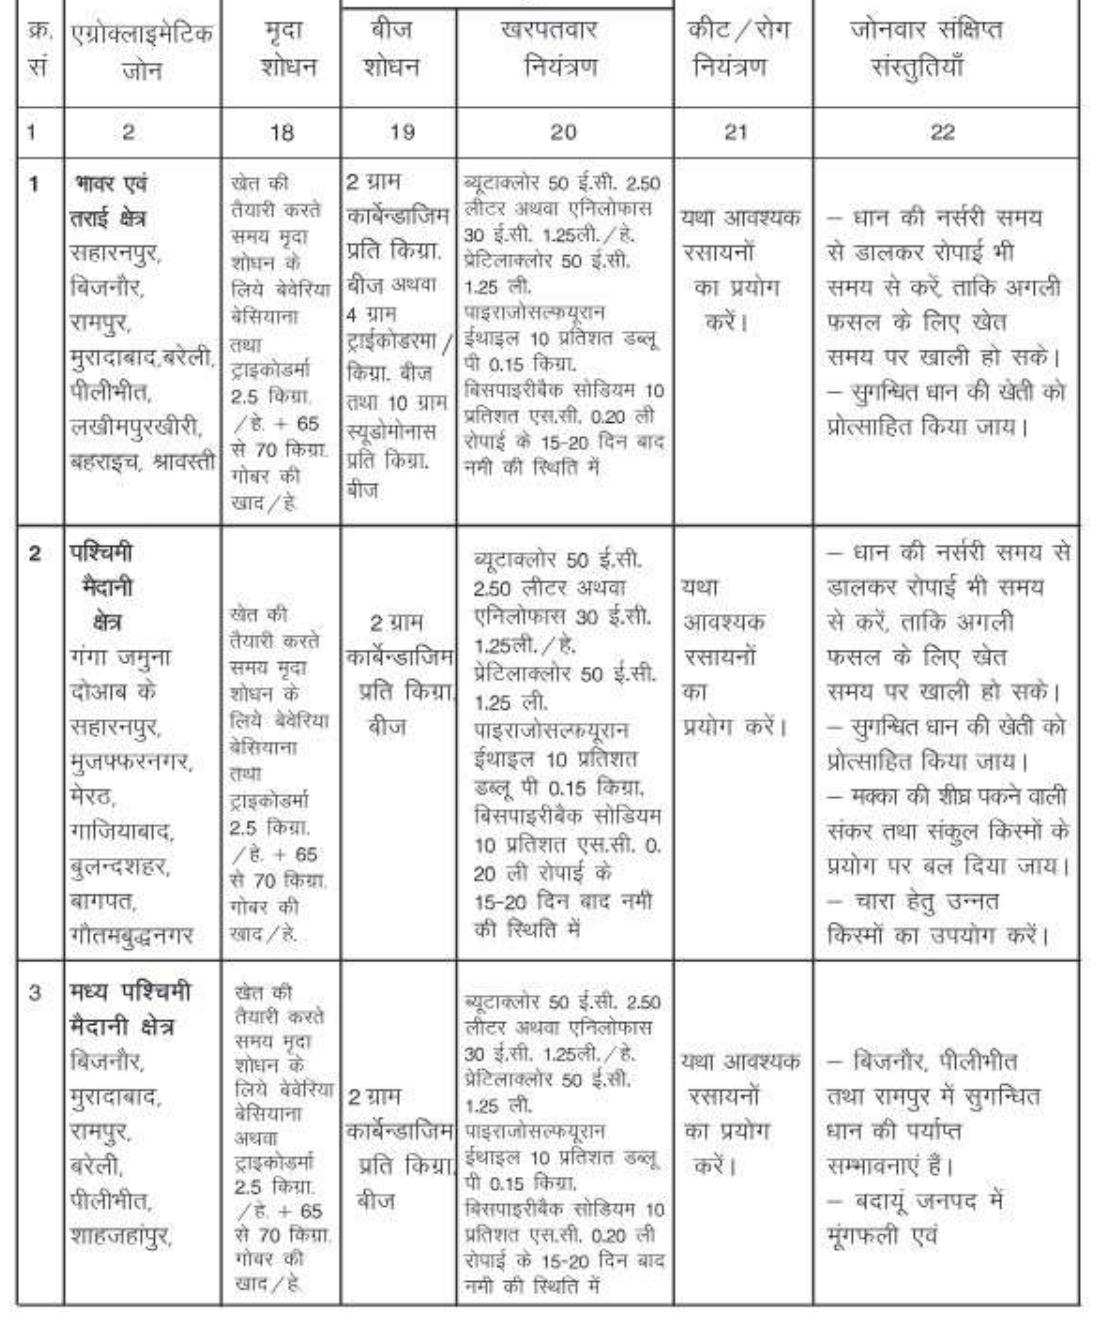 क्र. सं
एग्रोक्लाइमेटिक
जोन
मृदा
शोधन
बीज
शोधन
खरपतवार
नियंत्रण
कीट/रोग
नियंत्रण
जोनवार संक्षिप्त
संस्तुतियाँ
1
2
18
19
20
21
22
1
भावर एवं
तराई क्षेत्र
सहारनपुर,
बिजनौर,
रामपुर,
मुरादाबाद,बरेली,
पीलीभीत,
लखीमपुरखीरी,
बहराइच, श्रावस्ती
खेत की
तैयारी करते
समय मृदा
शोधन के
लिये बेवेरिया
बेसियाना
तथा
ट्राइकोडर्मा
2.5 किग्रा.
/हे. + 65
से 70 किग्रा.
गोबर की
खाद/हे.
2 ग्राम
कार्बेन्डाजिम
प्रति किग्रा.
बीज अथवा
4 ग्राम
ट्राईकोडरमा/
किग्रा. बीज
तथा 10 ग्राम
स्यूडोमोनास
प्रति किग्रा.
बीज
ब्यूटाक्लोर 50 ई.सी. 2.50
लीटर अथवा एनिलोफास
30 ई.सी. 1.25ली./हे.
प्रेटिलाक्लोर 50 ई.सी.
1.25 ली.
पाइराजोसल्फयूरान
ईथाइल 10 प्रतिशत डब्लू
पी 0.15 किग्रा.
बिसपाइरीबैक सोडियम 10
प्रतिशत एस.सी. 0.20 ली
रोपाई के 15-20 दिन बाद
नमी की स्थिति में
यथा आवश्यक
रसायनों
का प्रयोग
करें।
– धान की नर्सरी समय
से डालकर रोपाई भी
समय से करें, ताकि अगली
फसल के लिए खेत
समय पर खाली हो सके।
– सुगन्धित धान की खेती को
प्रोत्साहित किया जाय।
2
पश्चिमी
मैदानी
क्षेत्र
गंगा जमुना
दोआब के
सहारनपुर,
मुजफ्फरनगर,
मेरठ,
गाजियाबाद,
बुलन्दशहर,
बागपत,
गौतमबुद्धनगर
खेत की
तैयारी करते
समय मृदा
शोधन के
लिये बेवेरिया
बेसियाना
तथा
ट्राइकोडर्मा
2.5 किग्रा.
/हे. + 65
से 70 किग्रा.
गोबर की
खाद/हे.
2 ग्राम
कार्बेन्डाजिम
प्रति किग्रा.
बीज
ब्यूटाक्लोर 50 ई.सी.
2.50 लीटर अथवा
एनिलोफास 30 ई.सी.
1.25ली./हे.
प्रेटिलाक्लोर 50 ई.सी.
1.25 ली.
पाइराजोसल्फयूरान
ईथाइल 10 प्रतिशत
डब्लू पी 0.15 किग्रा.
बिसपाइरीबैक सोडियम
10 प्रतिशत एस.सी. 0.
20 ली रोपाई के
15-20 दिन बाद नमी
की स्थिति में
यथा
आवश्यक
रसायनों
का
प्रयोग करें।
– धान की नर्सरी समय से
डालकर रोपाई भी समय
से करें, ताकि अगली
फसल के लिए खेत
समय पर खाली हो सके।
– सुगन्धित धान की खेती को
प्रोत्साहित किया जाय।
– मक्का की शीघ्र पकने वाली
संकर तथा संकुल किस्मों के
प्रयोग पर बल दिया जाय।
– चारा हेतु उन्नत
किस्मों का उपयोग करें।
3
मध्य पश्चिमी
मैदानी क्षेत्र
बिजनौर,
मुरादाबाद,
रामपुर,
बरेली,
पीलीभीत,
शाहजहांपुर,
खेत की
तैयारी करते
समय मृदा
शोधन के
लिये बेवेरिया
बेसियाना
अथवा
ट्राइकोडर्मा
2.5 किग्रा.
/हे. + 65
से 70 किग्रा.
गोबर की
खाद/हे.
2 ग्राम
कार्बेन्डाजिम
प्रति किग्रा.
बीज
ब्यूटाक्लोर 50 ई.सी. 2.50
लीटर अथवा एनिलोफास
30 ई.सी. 1.25ली./हे.
प्रेटिलाक्लोर 50 ई.सी.
1.25 ली.
पाइराजोसल्फयूरान
ईथाइल 10 प्रतिशत डब्लू
पी 0.15 किग्रा.
बिसपाइरीबैक सोडियम 10
प्रतिशत एस.सी. 0.20 ली
रोपाई के 15-20 दिन बाद
नमी की स्थिति में
यथा आवश्यक
रसायनों
का प्रयोग
करें।
– बिजनौर, पीलीभीत
तथा रामपुर में सुगन्धित
धान की पर्याप्त
सम्भावनाएं हैं।
– बदायूं जनपद में
मूंगफली एवं